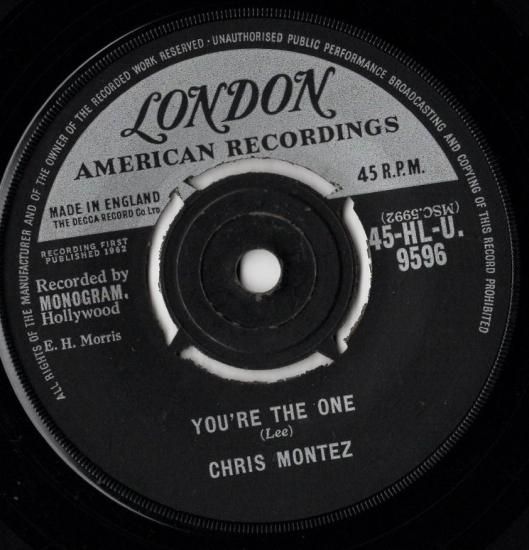 ALL RIGHTS OF THE MANUFACTURER AND OF THE OWNER OF THE RECORDED WORK RESERVED · UNAUTHORISED PUBLIC PERFORMANCE BROADCASTING AND COPYING OF THIS RECORD PROHIBITED
LONDON
AMERICAN RECORDINGS
MADE IN ENGLAND
THE DECCA RECORD Co. Ltd.
45 R.P.M.
RECORDING FIRST
PUBLISHED 1962
(MSC.5992)
45-HL-U.
9596
Recorded by
MONOGRAM,
Hollywood
E. H. Morris
YOU'RE THE ONE
(Lee)
CHRIS MONTEZ